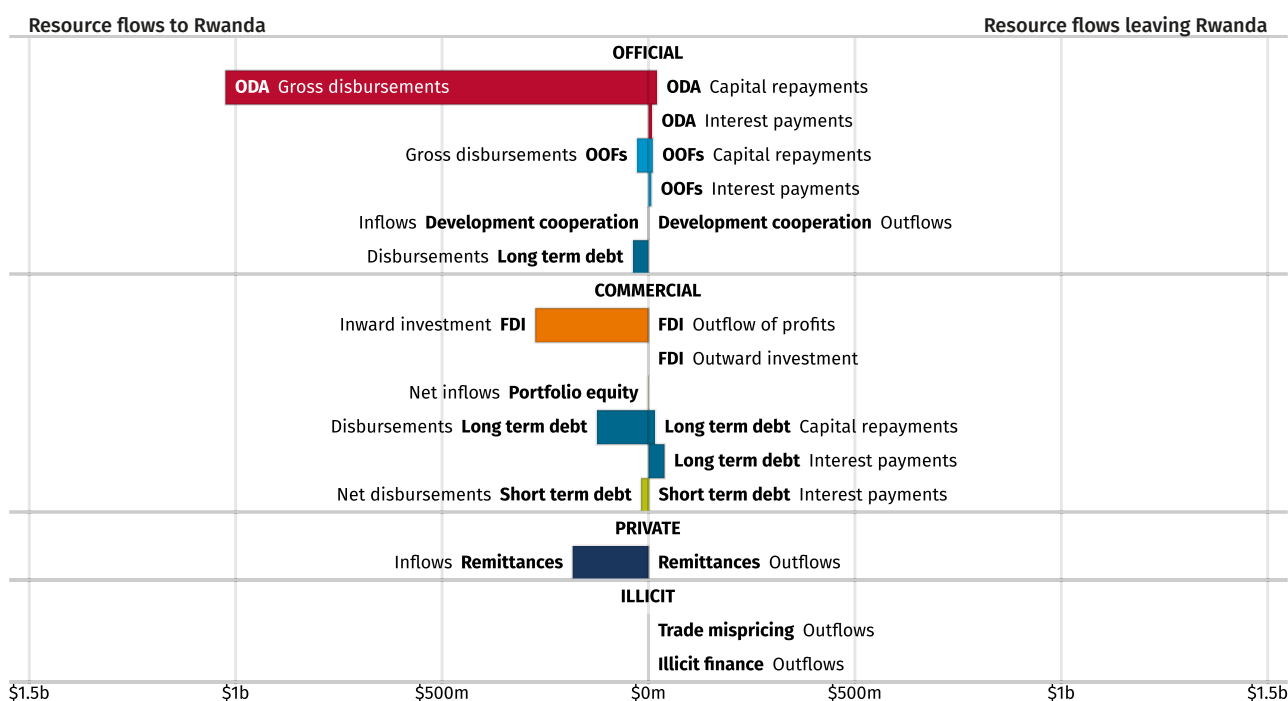 Resource flows to Rwanda Resource flows leaving Rwanda
OFFICIAL
ODA Gross disbursements ODA Capital repayments
ODA Interest payments
Gross disbursements OOFs OOFs Capital repayments
OOFs Interest payments
Inflows Development cooperation Development cooperation Outflows
Disbursements Long term debt
COMMERCIAL
Inward investment FDI FDI Outflow of profits
FDI Outward investment
Net inflows Portfolio equity
Disbursements Long term debt Long term debt Capital repayments
Long term debt Interest payments
Net disbursements Short term debt Short term debt Interest payments
PRIVATE
Inflows Remittances Remittances Outflows
ILLICIT
Trade mispricing Outflows
Illicit finance Outflows
$1.5b $1b $500m $0m $500m $1b $1.5b